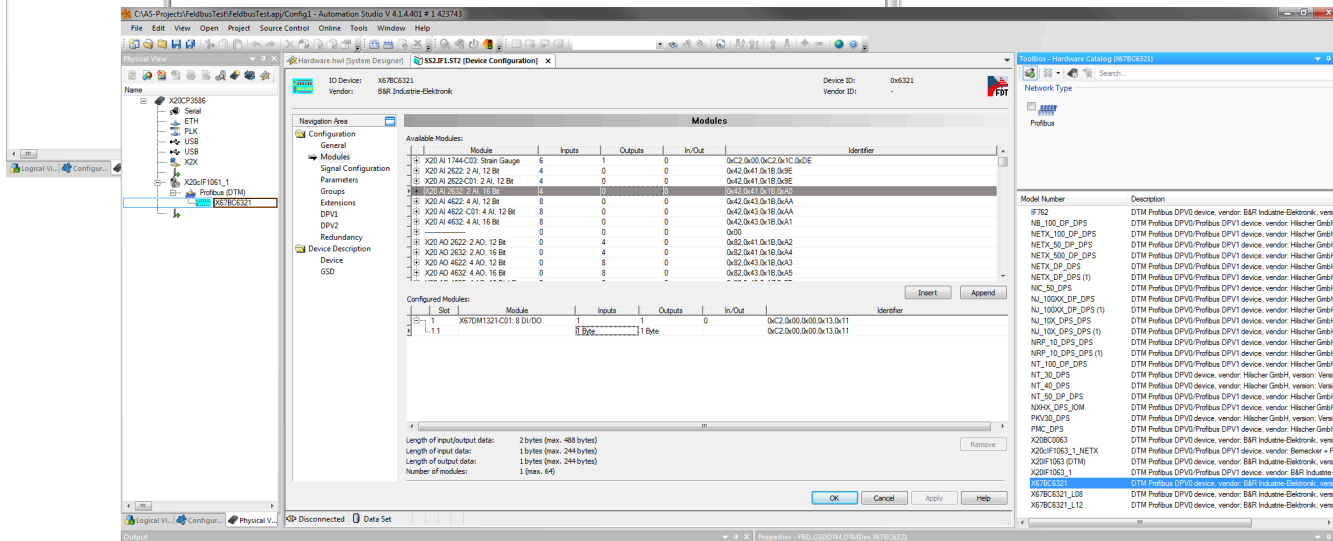 C:\AS-Projects\FeldbusTest\FeldbusTest.apj/Config1 - Automation Studio V 4.1.4.401 # 1 423743
File Edit View Open Project Source Control Online Tools Window Help
Physical View
Name
X20CP3586
Serial
ETH
PLK
USB
USB
X2X
X20cIF1061_1
Profibus (DTM)
X67BC6321
Logical Vi... Configur...
Logical Vi... Configur... Physical V...
Hardware.hwl [System Designer] SS2.IF1.ST2 [Device Configuration]
IO Device: X67BC6321 Device ID: 0x6321
Vendor: B&R Industrie-Elektronik Vendor ID: -
FDT
Navigation Area
Configuration
General
Modules
Signal Configuration
Parameters
Groups
Extensions
DPV1
DPV2
Redundancy
Device Description
Device
GSD
Modules
Available Modules:
Module Inputs Outputs In/Out Identifier
X20 AI 1744-C03: Strain Gauge 6 1 0 0xC2,0x00,0xC2,0x1C,0xDE
X20 AI 2622: 2 AI, 12 Bit 4 0 0 0x42,0x41,0x1B,0x9E
X20 AI 2622-C01: 2 AI, 12 Bit 4 0 0 0x42,0x41,0x1B,0x9E
X20 AI 2632: 2 AI, 16 Bit 4 0 0 0x42,0x41,0x1B,0xA0
X20 AI 4622: 4 AI, 12 Bit 8 0 0 0x42,0x43,0x1B,0xAA
X20 AI 4622-C01: 4 AI, 12 Bit 8 0 0 0x42,0x43,0x1B,0xAA
X20 AI 4632: 4 AI, 16 Bit 8 0 0 0x42,0x43,0x1B,0xA1
------------------ 0 0 0 0x00
X20 AO 2622: 2 AO, 12 Bit 0 4 0 0x82,0x41,0x1B,0xA2
X20 AO 2632: 2 AO, 16 Bit 0 4 0 0x82,0x41,0x1B,0xA4
X20 AO 4622: 4 AO, 12 Bit 0 8 0 0x82,0x43,0x1B,0xA3
X20 AO 4632: 4 AO, 16 Bit 0 8 0 0x82,0x43,0x1B,0xA5
Insert Append
Configured Modules:
Slot Module Inputs Outputs In/Out Identifier
1 X67DM1321-C01: 8 DI/DO 1 1 0 0xC2,0x00,0x00,0x13,0x11
1.1 1 Byte 1 Byte 0xC2,0x00,0x00,0x13,0x11
Length of input/output data: 2 bytes (max. 488 bytes)
Length of input data: 1 bytes (max. 244 bytes)
Length of output data: 1 bytes (max. 244 bytes)
Number of modules: 1 (max. 64)
Remove
OK Cancel Apply Help
Disconnected Data Set
Output
Properties - FBD.GSDDTM.DTMDev.X67BC6321
Toolbox - Hardware Catalog (X67BC6321)
Search...
Network Type
Profibus
Model Number Description
IF762 DTM Profibus DPV0 device, vendor: B&R Industrie-Elektronik, versi
NB_100_DP_DPS DTM Profibus DPV0/Profibus DPV1 device, vendor: Hilscher GmbH
NETX_100_DP_DPS DTM Profibus DPV0/Profibus DPV1 device, vendor: Hilscher GmbH
NETX_50_DP_DPS DTM Profibus DPV0/Profibus DPV1 device, vendor: Hilscher GmbH
NETX_500_DP_DPS DTM Profibus DPV0/Profibus DPV1 device, vendor: Hilscher GmbH
NETX_DP_DPS DTM Profibus DPV0/Profibus DPV1 device, vendor: Hilscher GmbH
NETX_DP_DPS (1) DTM Profibus DPV0/Profibus DPV1 device, vendor: Hilscher GmbH
NIC_50_DPS DTM Profibus DPV0/Profibus DPV1 device, vendor: Hilscher GmbH
NJ_100XX_DP_DPS DTM Profibus DPV0/Profibus DPV1 device, vendor: Hilscher GmbH
NJ_100XX_DP_DPS (1) DTM Profibus DPV0/Profibus DPV1 device, vendor: Hilscher GmbH
NJ_10X_DPS_DPS DTM Profibus DPV0/Profibus DPV1 device, vendor: Hilscher GmbH
NJ_10X_DPS_DPS (1) DTM Profibus DPV0/Profibus DPV1 device, vendor: Hilscher GmbH
NRP_10_DPS_DPS DTM Profibus DPV0/Profibus DPV1 device, vendor: Hilscher GmbH
NRP_10_DPS_DPS (1) DTM Profibus DPV0/Profibus DPV1 device, vendor: Hilscher GmbH
NT_100_DP_DPS DTM Profibus DPV0/Profibus DPV1 device, vendor: Hilscher GmbH
NT_30_DPS DTM Profibus DPV0 device, vendor: Hilscher GmbH, version: Versi
NT_40_DPS DTM Profibus DPV0 device, vendor: Hilscher GmbH, version: Versi
NT_50_DP_DPS DTM Profibus DPV0/Profibus DPV1 device, vendor: Hilscher GmbH
NXHX_DPS_IOM DTM Profibus DPV0/Profibus DPV1 device, vendor: Hilscher GmbH
PKV30_DPS DTM Profibus DPV0 device, vendor: Hilscher GmbH, version: Versi
PMC_DPS DTM Profibus DPV0/Profibus DPV1 device, vendor: Hilscher GmbH
X20BC0063 DTM Profibus DPV0 device, vendor: B&R Industrie-Elektronik, versi
X20cIF1063_1_NETX DTM Profibus DPV0/Profibus DPV1 device, vendor: Bernecker + F
X20IF1063 (DTM) DTM Profibus DPV0 device, vendor: B&R Industrie-Elektronik, versi
X20IF1063_1 DTM Profibus DPV0/Profibus DPV1 device, vendor: B&R Industrie-
X67BC6321 DTM Profibus DPV0 device, vendor: B&R Industrie-Elektronik, versi
X67BC6321_L08 DTM Profibus DPV0 device, vendor: B&R Industrie-Elektronik, versi
X67BC6321_L12 DTM Profibus DPV0 device, vendor: B&R Industrie-Elektronik, versi